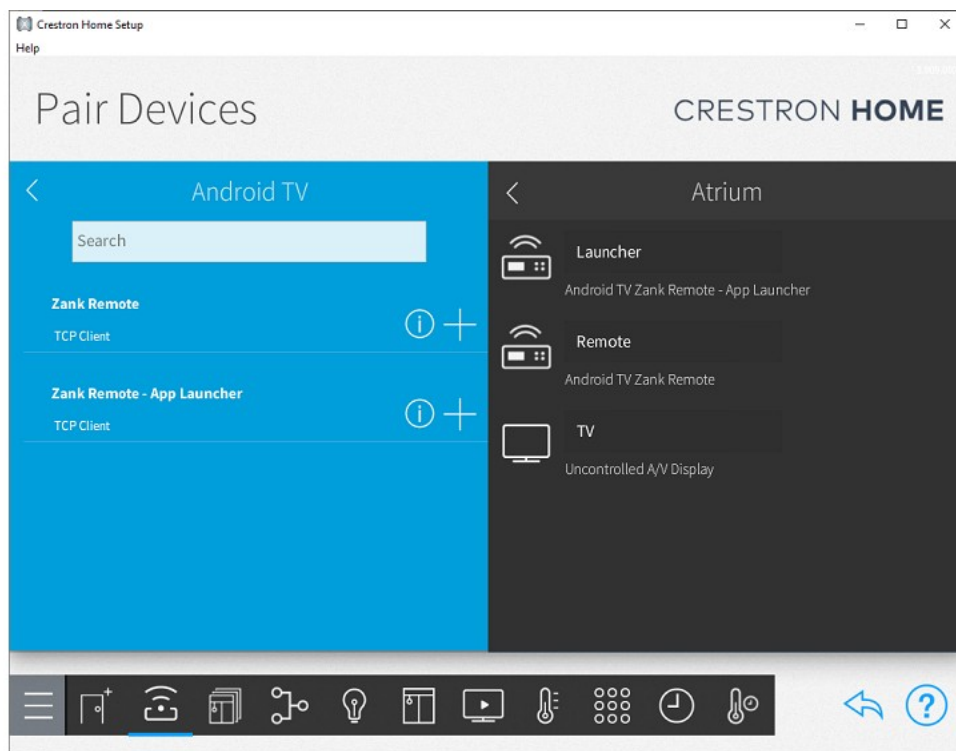 Crestron Home Setup
Help
Pair Devices
CRESTRON HOME
Android TV
Search
Zank Remote
TCP Client
Zank Remote - App Launcher
TCP Client
Atrium
Launcher
Android TV Zank Remote - App Launcher
Remote
Android TV Zank Remote
TV
Uncontrolled A/V Display